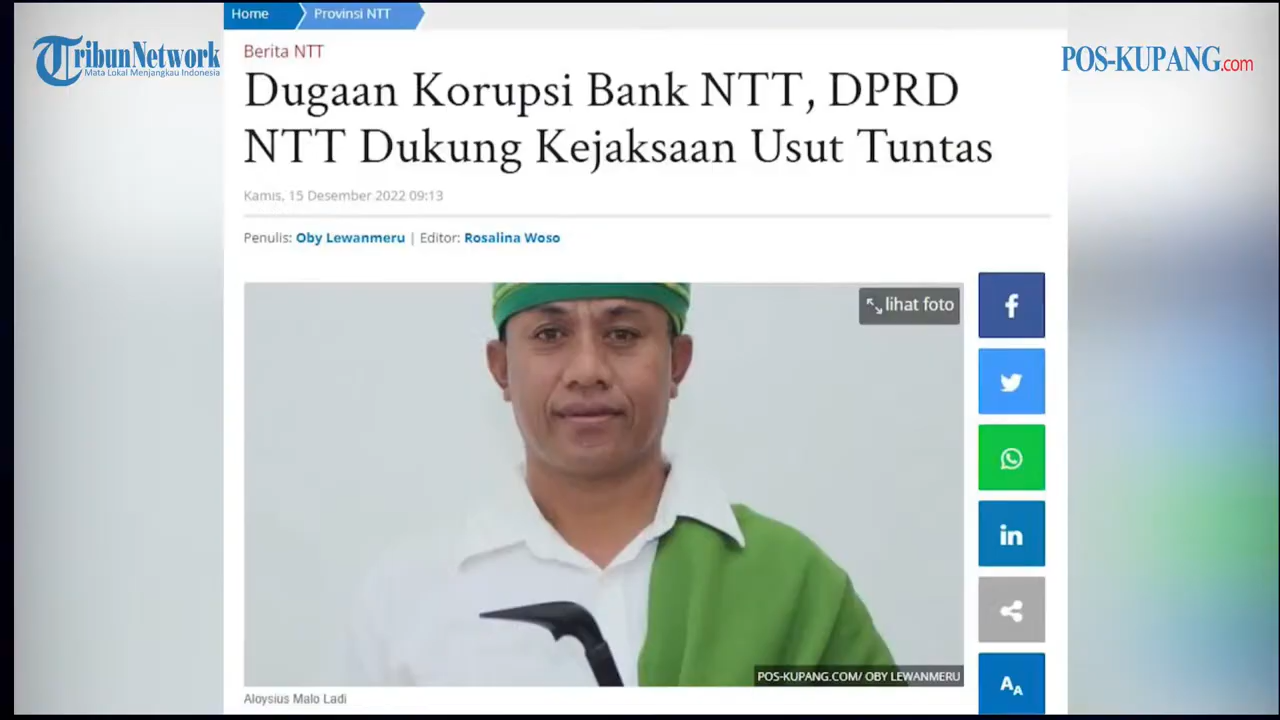 Home
Provinsi NTT
TribunNetwork
Mata Lokal Menjangkau Indonesia
POS-KUPANG.com
Berita NTT
Dugaan Korupsi Bank NTT, DPRD
NTT Dukung Kejaksaan Usut Tuntas
Kamis, 15 Desember 2022 09:13
Penulis: Oby Lewanmeru | Editor: Rosalina Woso
lihat foto
f
in
AA
POS-KUPANG.COM/ OBY LEWANMERU
Aloysius Malo Ladi